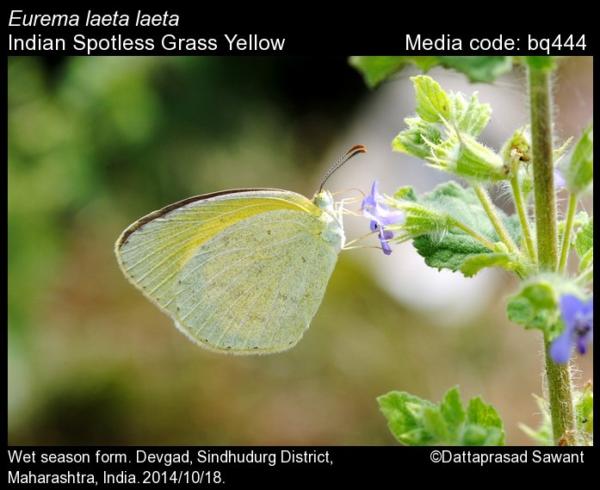 Eurema laeta laeta
Indian Spotless Grass Yellow
Media code: bq444
Wet season form. Devgad, Sindhudurg District,
Maharashtra, India. 2014/10/18.
©Dattaprasad Sawant